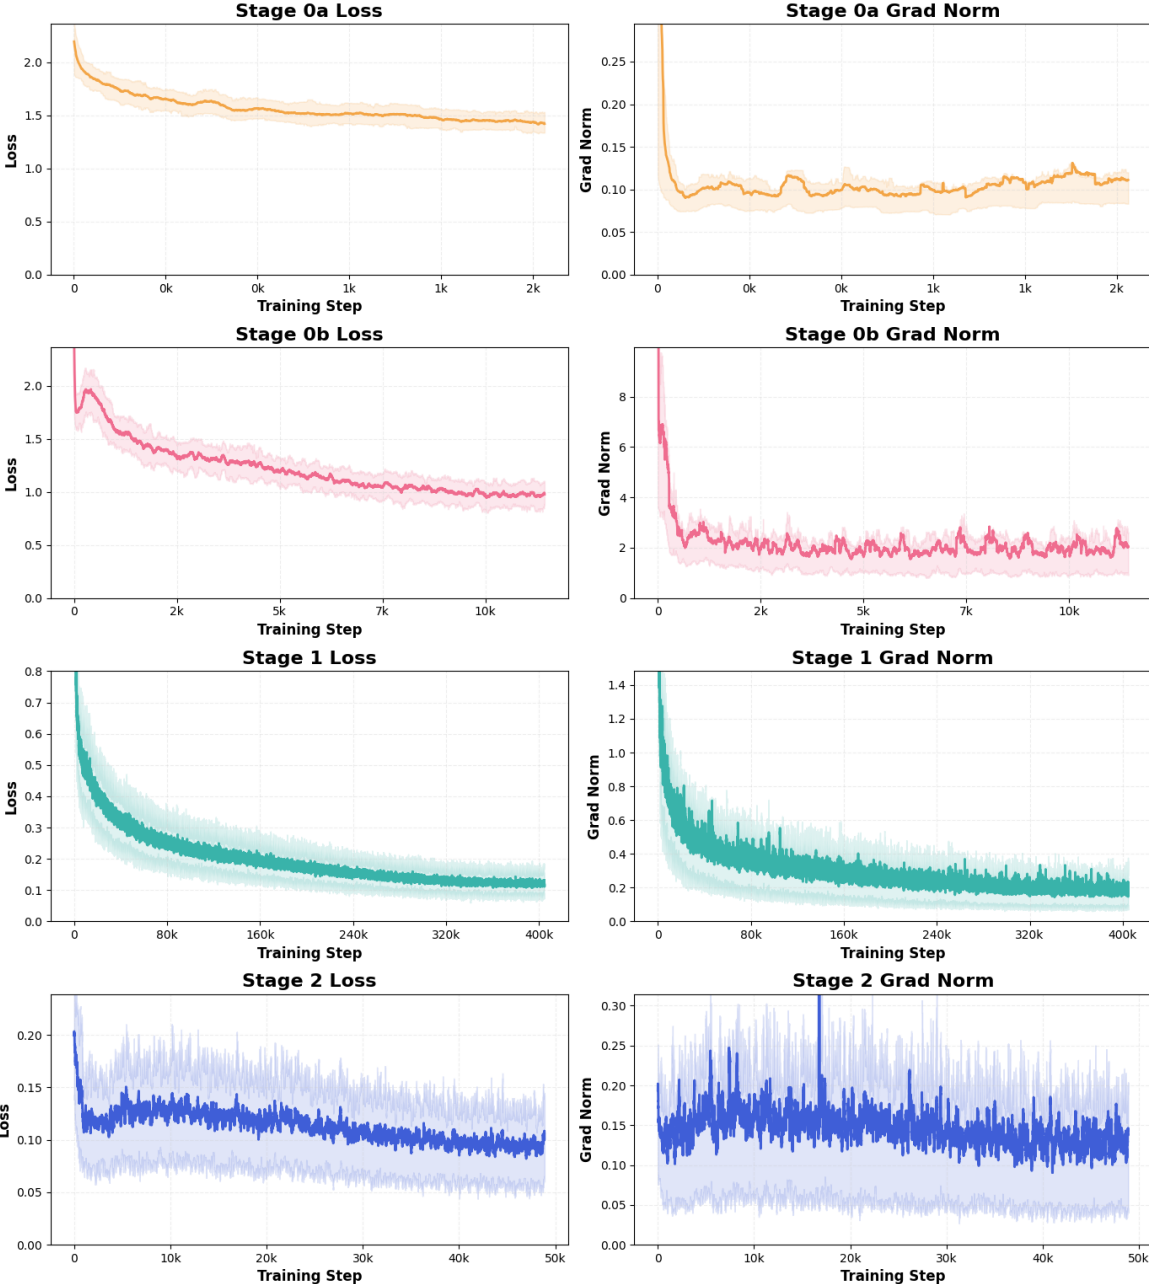 Stage 0a Loss
Loss
2.0
1.5
1.0
0.5
0.0
0 0k 0k 1k 1k 2k
Training Step
Stage 0a Grad Norm
Grad Norm
0.25
0.20
0.15
0.10
0.05
0.00
0 0k 0k 1k 1k 2k
Training Step
Stage 0b Loss
Loss
2.0
1.5
1.0
0.5
0.0
0 2k 5k 7k 10k
Training Step
Stage 0b Grad Norm
Grad Norm
8
6
4
2
0
0 2k 5k 7k 10k
Training Step
Stage 1 Loss
Loss
0.8
0.7
0.6
0.5
0.4
0.3
0.2
0.1
0.0
0 80k 160k 240k 320k 400k
Training Step
Stage 1 Grad Norm
Grad Norm
1.4
1.2
1.0
0.8
0.6
0.4
0.2
0.0
0 80k 160k 240k 320k 400k
Training Step
Stage 2 Loss
Loss
0.20
0.15
0.10
0.05
0.00
0 10k 20k 30k 40k 50k
Training Step
Stage 2 Grad Norm
Grad Norm
0.30
0.25
0.20
0.15
0.10
0.05
0.00
0 10k 20k 30k 40k 50k
Training Step